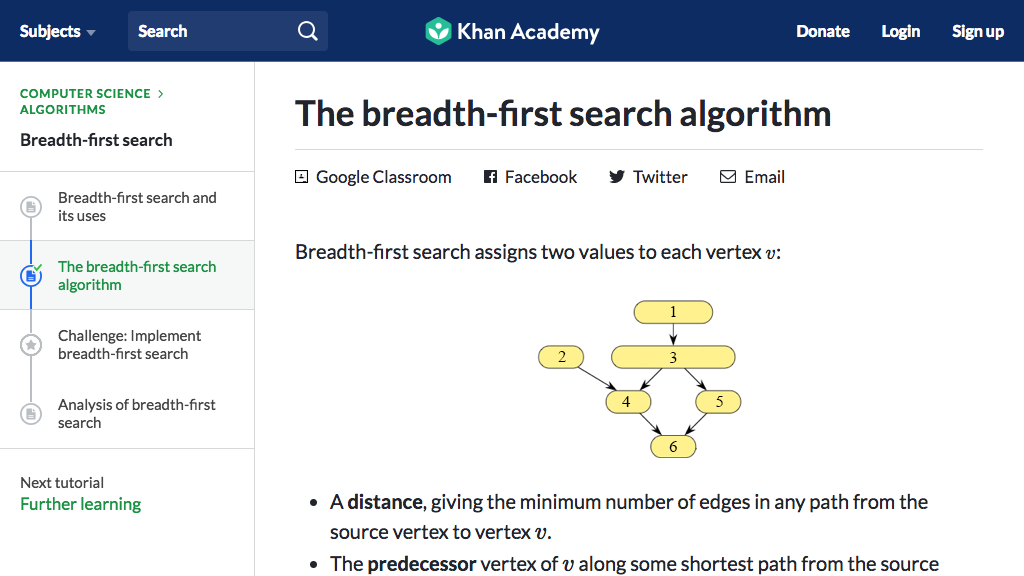 Subjects
Search
Khan Academy
Donate
Login
Sign up
COMPUTER SCIENCE >
ALGORITHMS
Breadth-first search
Breadth-first search and
its uses
The breadth-first search
algorithm
Challenge: Implement
breadth-first search
Analysis of breadth-first
search
Next tutorial
Further learning
The breadth-first search algorithm
Google Classroom
Facebook
Twitter
Email
Breadth-first search assigns two values to each vertex v:
1
2
3
4
5
6
• A distance, giving the minimum number of edges in any path from the
source vertex to vertex v.
• The predecessor vertex of v along some shortest path from the source